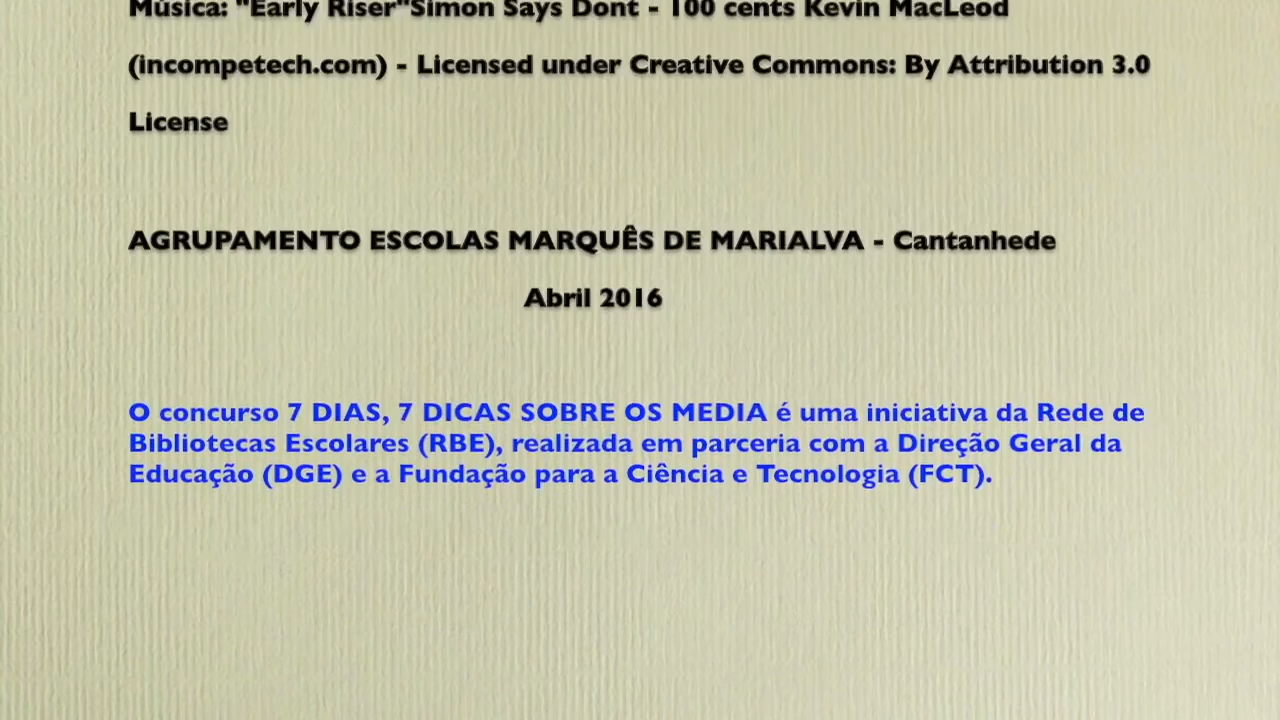 Música: "Early Riser"Simon Says Dont - 100 cents Kevin MacLeod
(incompetech.com) - Licensed under Creative Commons: By Attribution 3.0
License
AGRUPAMENTO ESCOLAS MARQUÊS DE MARIALVA - Cantanhede
Abril 2016
O concurso 7 DIAS, 7 DICAS SOBRE OS MEDIA é uma iniciativa da Rede de
Bibliotecas Escolares (RBE), realizada em parceria com a Direção Geral da
Educação (DGE) e a Fundação para a Ciência e Tecnologia (FCT).